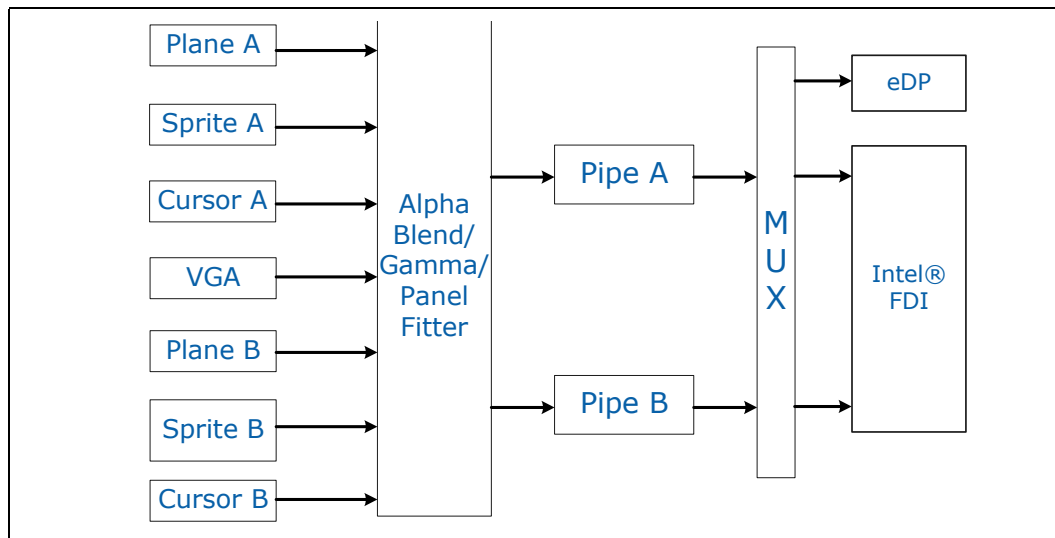 Plane A
Sprite A
Cursor A
VGA
Plane B
Sprite B
Cursor B
Alpha
Blend/
Gamma/
Panel
Fitter
Pipe A
Pipe B
M
U
X
eDP
Intel®
FDI